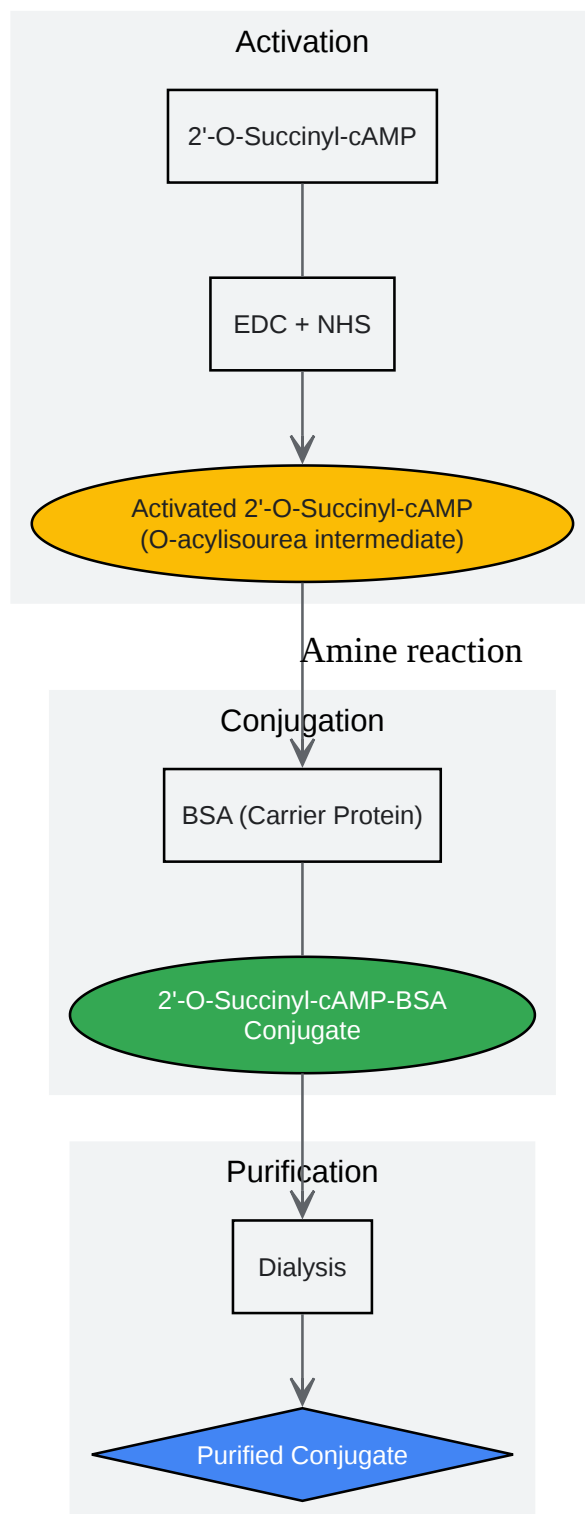 Activation
2'-O-Succinyl-cAMP
EDC + NHS
Activated 2'-O-Succinyl-cAMP
(O-acylisourea intermediate)
Amine reaction
Conjugation
BSA (Carrier Protein)
2'-O-Succinyl-cAMP-BSA
Conjugate
Purification
Dialysis
Purified Conjugate